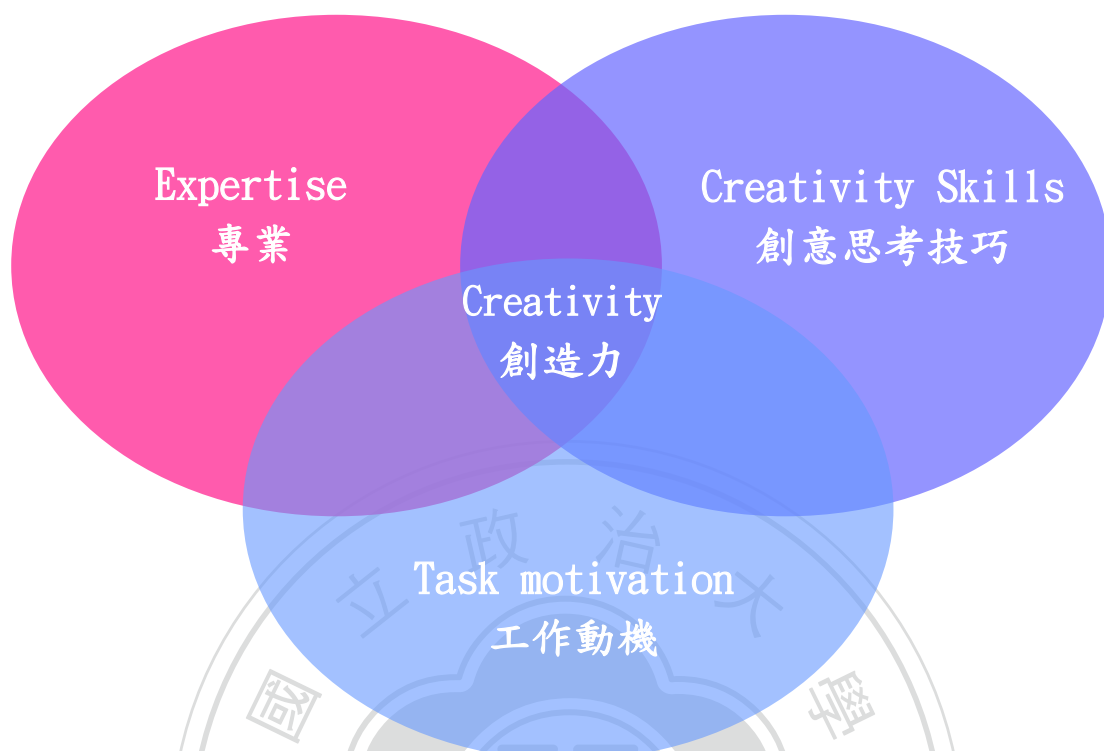 Expertise
專業
Creativity Skills
創意思考技巧
Creativity
創造力
Task motivation
工作動機
國立政治大學